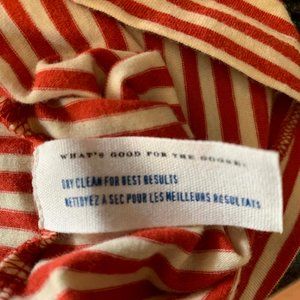 WHAT'S GOOD FOR THE GOOSE:
DRY CLEAN FOR BEST RESULTS
NETTOYEZ A SEC POUR LES MEILLEURS RESULTATS